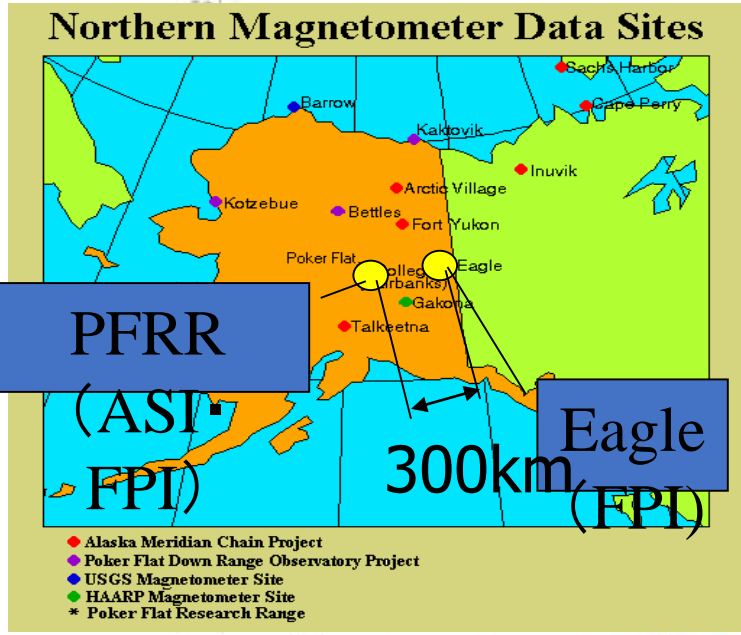 Northern Magnetometer Data Sites
Sachs Harbor
Cape Perry
Barrow
Kaktovik
Inuvik
Arctic Village
Kotzebue
Bettles
Fort Yukon
Poker Flat
Eagle
Gakona
Talkeetna
PFRR
(ASI・
FPI)
300km
Eagle
(FPI)
Alaska Meridian Chain Project
Poker Flat Down Range Observatory Project
USGS Magnetometer Site
HAARP Magnetometer Site
* Poker Flat Research Range